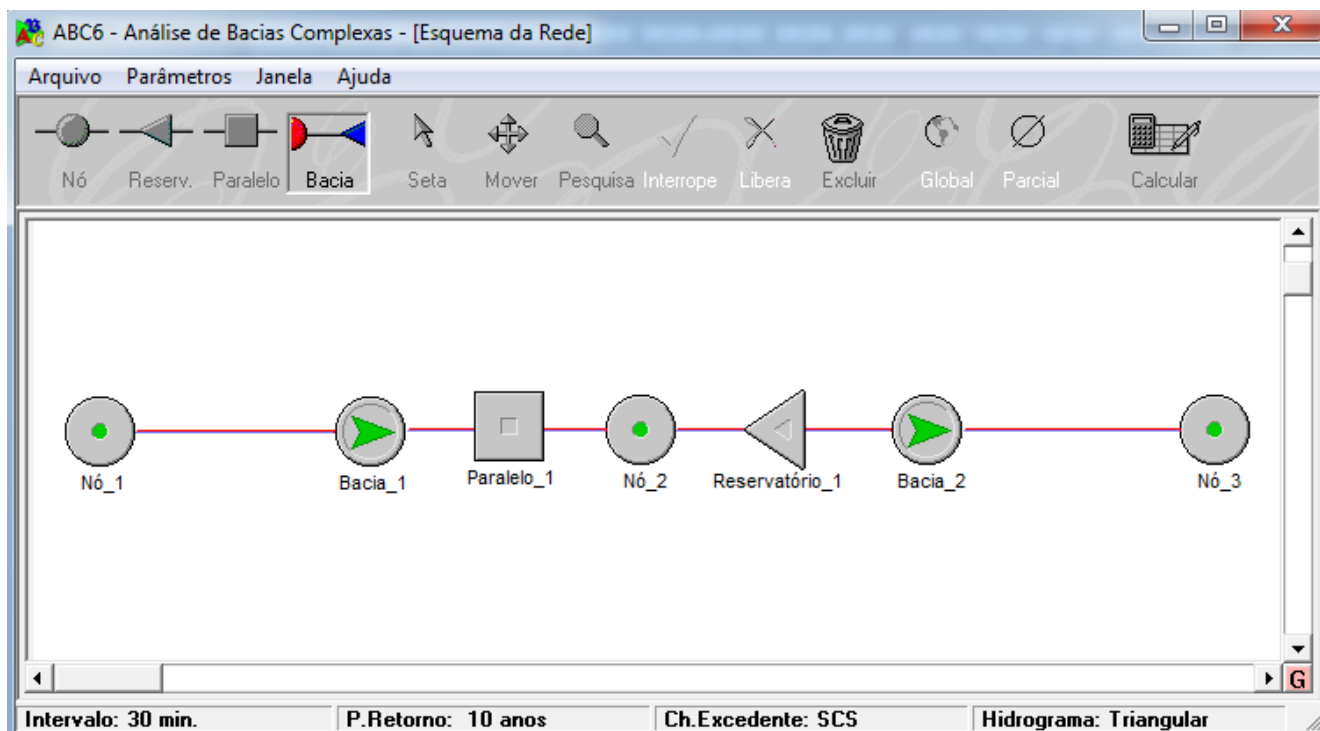 ABC6 - Análise de Bacias Complexas - [Esquema da Rede]
Arquivo Parâmetros Janela Ajuda
Nó Reserv. Paralelo Bacia Seta Mover Pesquisa Interrope Libera Excluir Global Parcial Calcular
Nó_1 Bacia_1 Paralelo_1 Nó_2 Reservatório_1 Bacia_2 Nó_3
G
Intervalo: 30 min. P.Retorno: 10 anos Ch.Excedente: SCS Hidrograma: Triangular